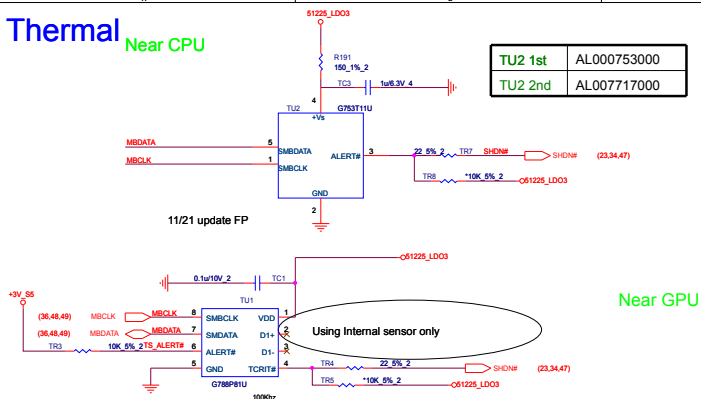 Thermal
Near CPU
51225_LDO3
R191
150_1%_2
TC3
1u/6.3V_4
TU2 1st AL000753000
TU2 2nd AL007717000
4
TU2
G753T11U
+Vs
MBDATA
5
SMBDATA
MBCLK
1
SMBCLK
ALERT#
3
22_5%_2
TR7
SHDN#
SHDN#
(23,34,47)
TR8
*10K_5%_2
51225_LDO3
GND
2
11/21 update FP
51225_LDO3
0.1u/10V_2
TC1
Near GPU
+3V_S5
TU1
(36,48,49)
MBCLK
MBCLK
8
SMBCLK
VDD
1
(36,48,49)
MBDATA
MBDATA
7
SMDATA
D1+
2
Using Internal sensor only
TR3
10K_5%_2
TS_ALERT#
6
ALERT#
D1-
3
5
GND
TCRIT#
4
TR4
22_5%_2
SHDN#
(23,34,47)
G788P81U
TR5
*10K_5%_2
51225_LDO3
100Khz